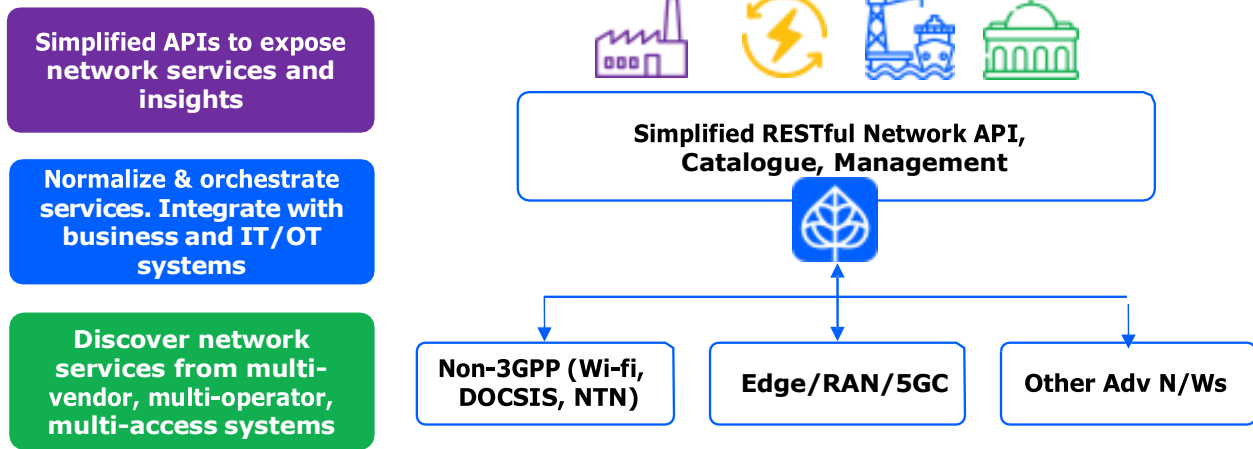 Simplified APIs to expose
network services and
insights
Normalize & orchestrate
services. Integrate with
business and IT/OT
systems
Discover network
services from multi-
vendor, multi-operator,
multi-access systems
Simplified RESTful Network API,
Catalogue, Management
Non-3GPP (Wi-fi,
DOCSIS, NTN)
Edge/RAN/5GC
Other Adv N/Ws